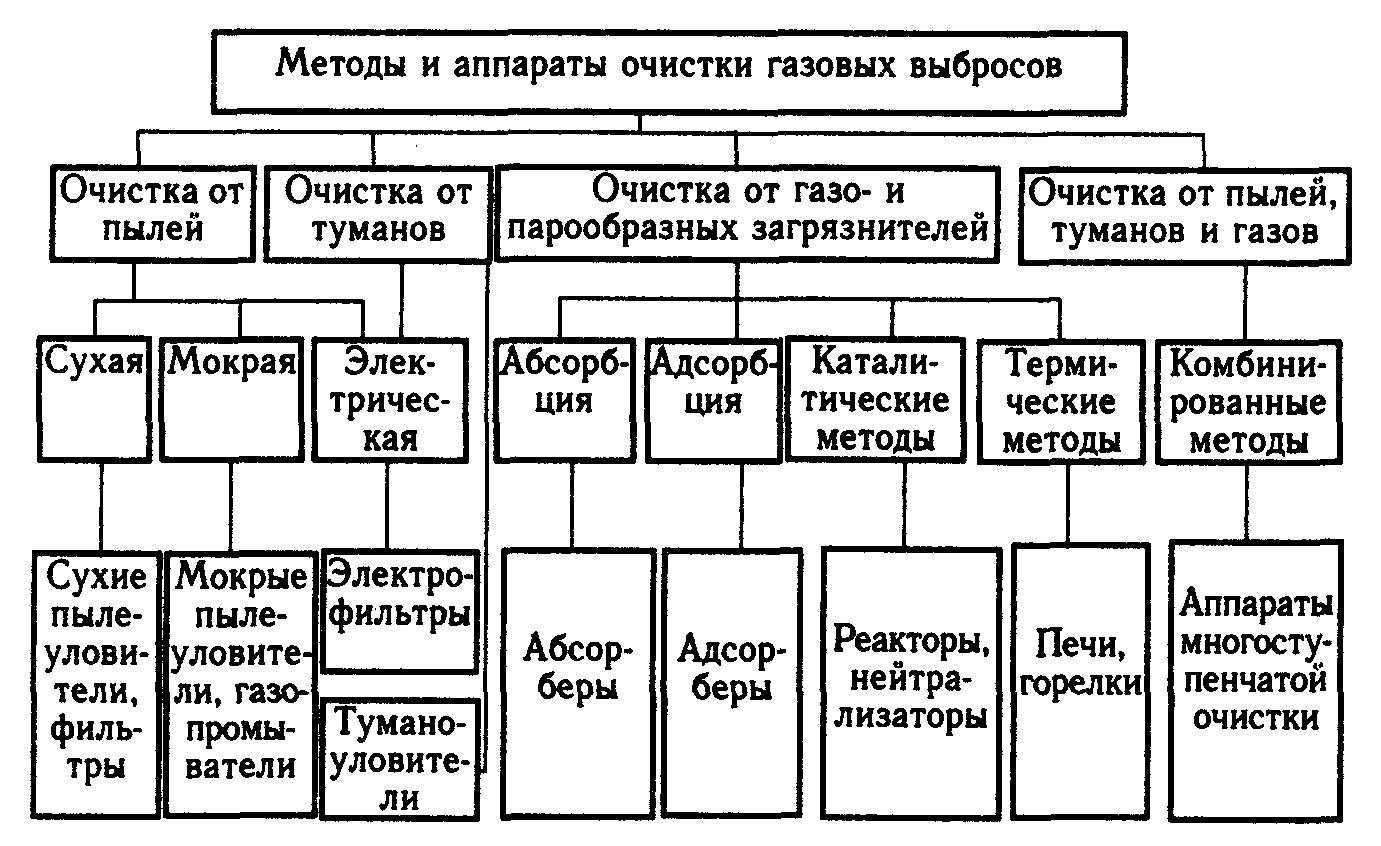 Методы и аппараты очистки газовых выбросов
Очистка от
пылей
Очистка от
туманов
Очистка от газо- и
парообразных загрязнителей
Очистка от пылей,
туманов и газов
Сухая
Мокрая
Элек-
тричес-
кая
Абсорб-
ция
Адсорб-
ция
Катали-
тические
методы
Терми-
ческие
методы
Комбини-
рованные
методы
Сухие
пыле-
улови-
тели,
филь-
тры
Мокрые
пыле-
уловите-
ли, газо-
промы-
ватели
Электро-
фильтры
Тумано-
уловите-
ли
Абсор-
беры
Адсор-
беры
Реакторы,
нейтра-
лизаторы
Печи,
горелки
Аппараты
многосту-
пенчатой
очистки